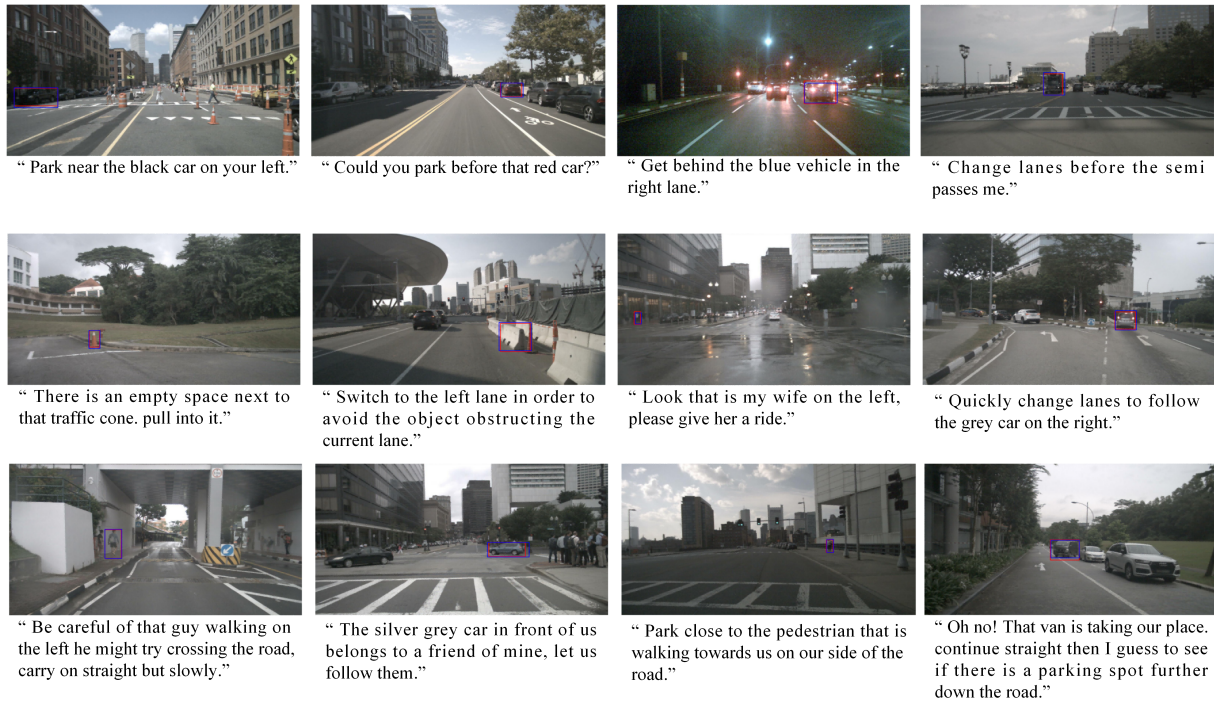 “ Park near the black car on your left.”
“ Could you park before that red car?”
“ Get behind the blue vehicle in the
right lane.”
“ Change lanes before the semi
passes me.”
“ There is an empty space next to
that traffic cone. pull into it.”
“ Switch to the left lane in order to
avoid the object obstructing the
current lane.”
“ Look that is my wife on the left,
please give her a ride.”
“ Quickly change lanes to follow
the grey car on the right.”
“ Be careful of that guy walking on
the left he might try crossing the road,
carry on straight but slowly.”
“ The silver grey car in front of us
belongs to a friend of mine, let us
follow them.”
“ Park close to the pedestrian that is
walking towards us on our side of the
road.”
“ Oh no! That van is taking our place.
continue straight then I guess to see
if there is a parking spot further
down the road.”